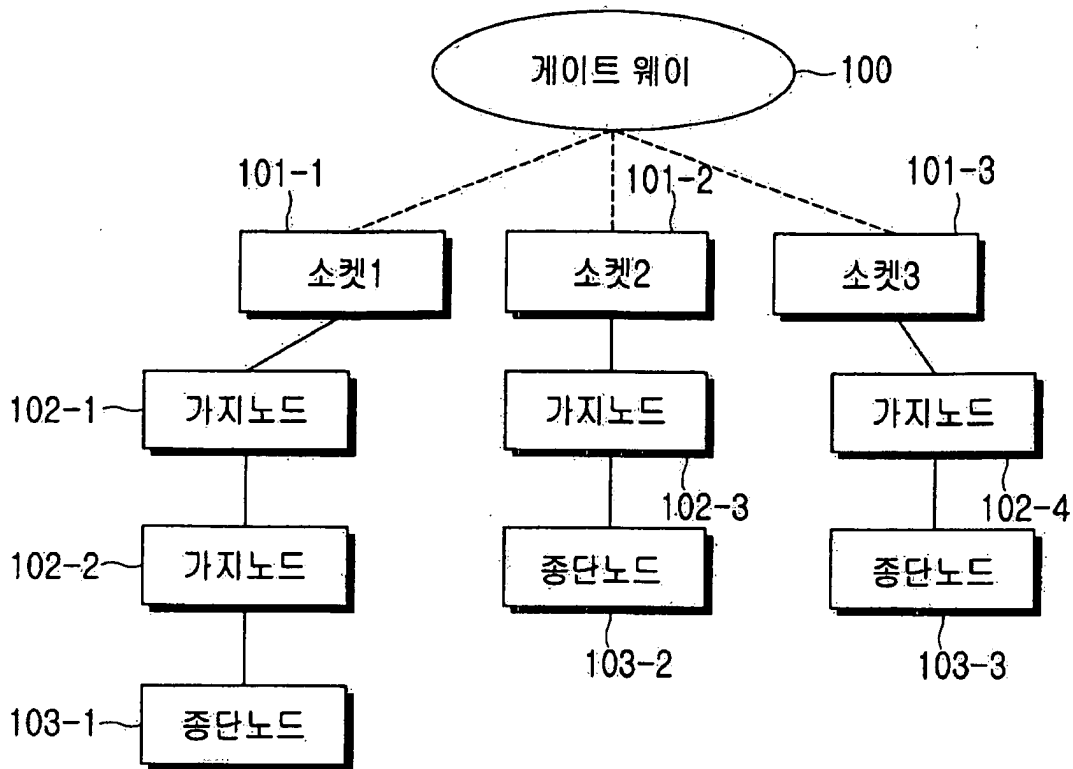 게이트 웨이
100
101-1
101-2
101-3
소켓1
소켓2
소켓3
102-1
가지노드
가지노드
가지노드
102-3
102-4
102-2
가지노드
종단노드
종단노드
103-2
103-3
103-1
종단노드